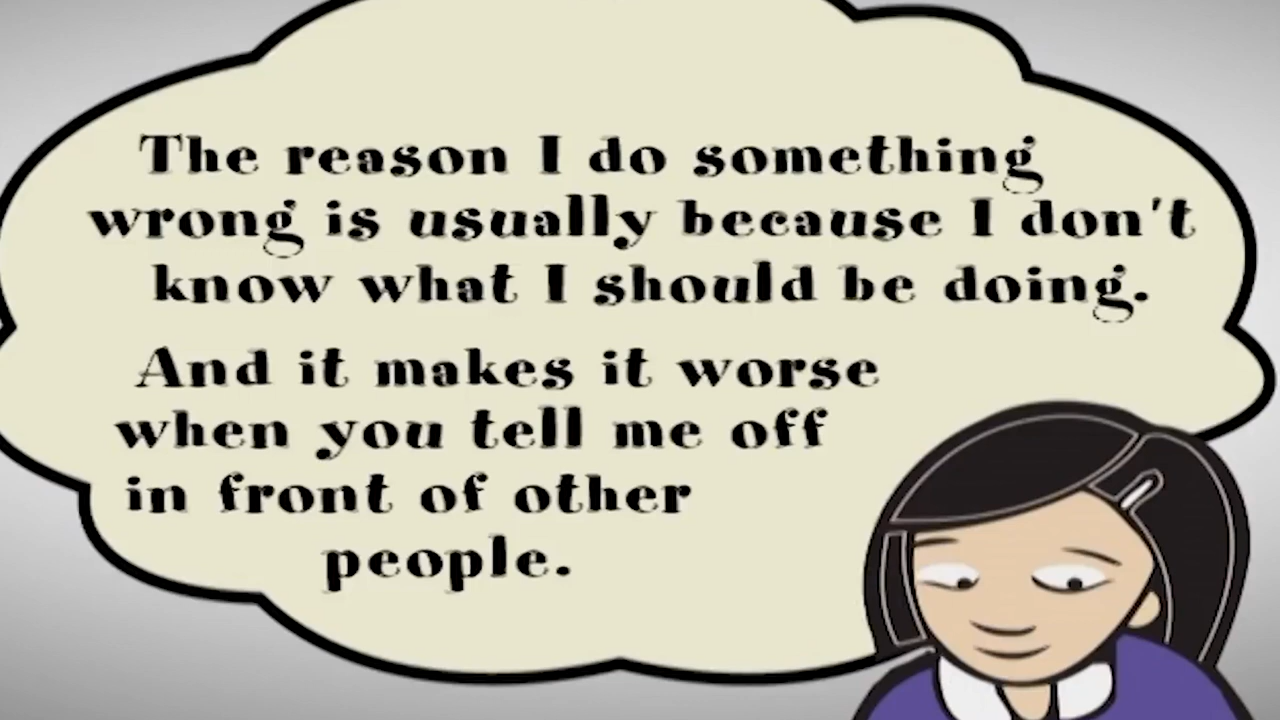 The reason I do something
wrong is usually because I don't
know what I should be doing.
And it makes it worse
when you tell me off
in front of other
people.